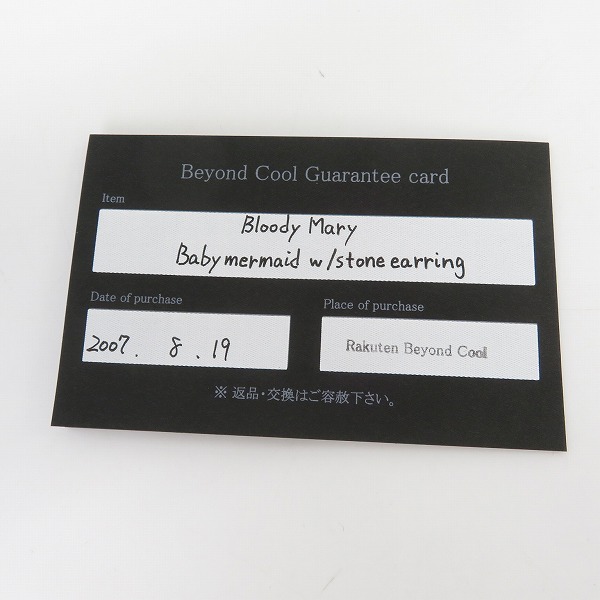 Beyond Cool Guarantee card
Item
Bloody Mary
Baby mermaid w/stone earring
Date of purchase
Place of purchase
2007. 8.19
Rakuten Beyond Cool
※ 返品・交換はご容赦下さい。